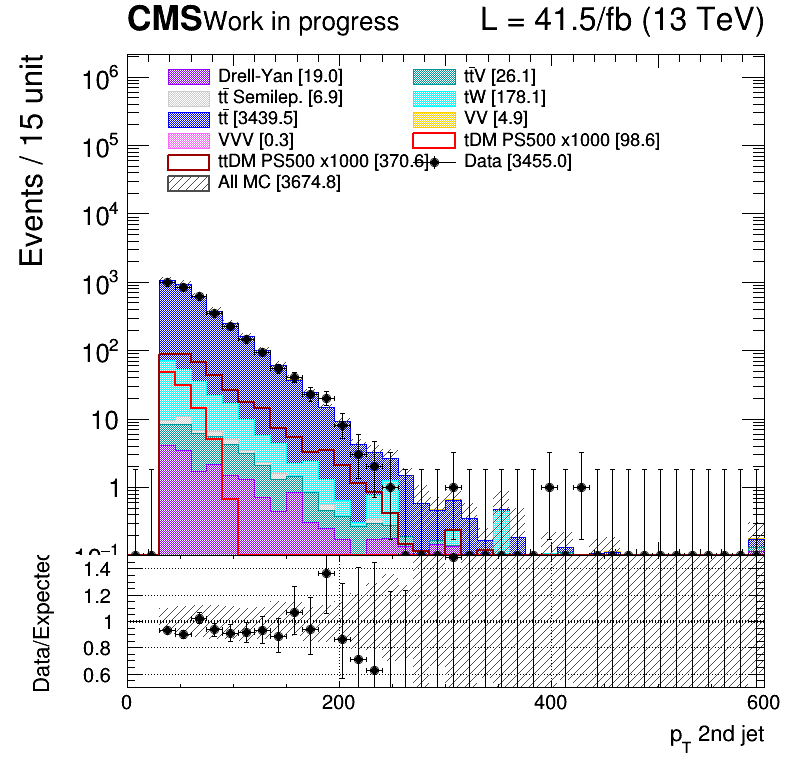 CMS Work in progress L = 41.5/fb (13 TeV)
Events / 15 unit
10⁶
10⁵
10⁴
10³
10²
10
1
10⁻¹
Drell-Yan [19.0]
tt̄V [26.1]
tt̄ Semilep. [6.9]
tW [178.1]
tt̄ [3439.5]
VV [4.9]
VVV [0.3]
tDM PS500 x1000 [98.6]
ttDM PS500 x1000 [370.6]
Data [3455.0]
All MC [3674.8]
Data/Expected
1.4
1.2
1
0.8
0.6
0 200 400 600
p_T 2nd jet